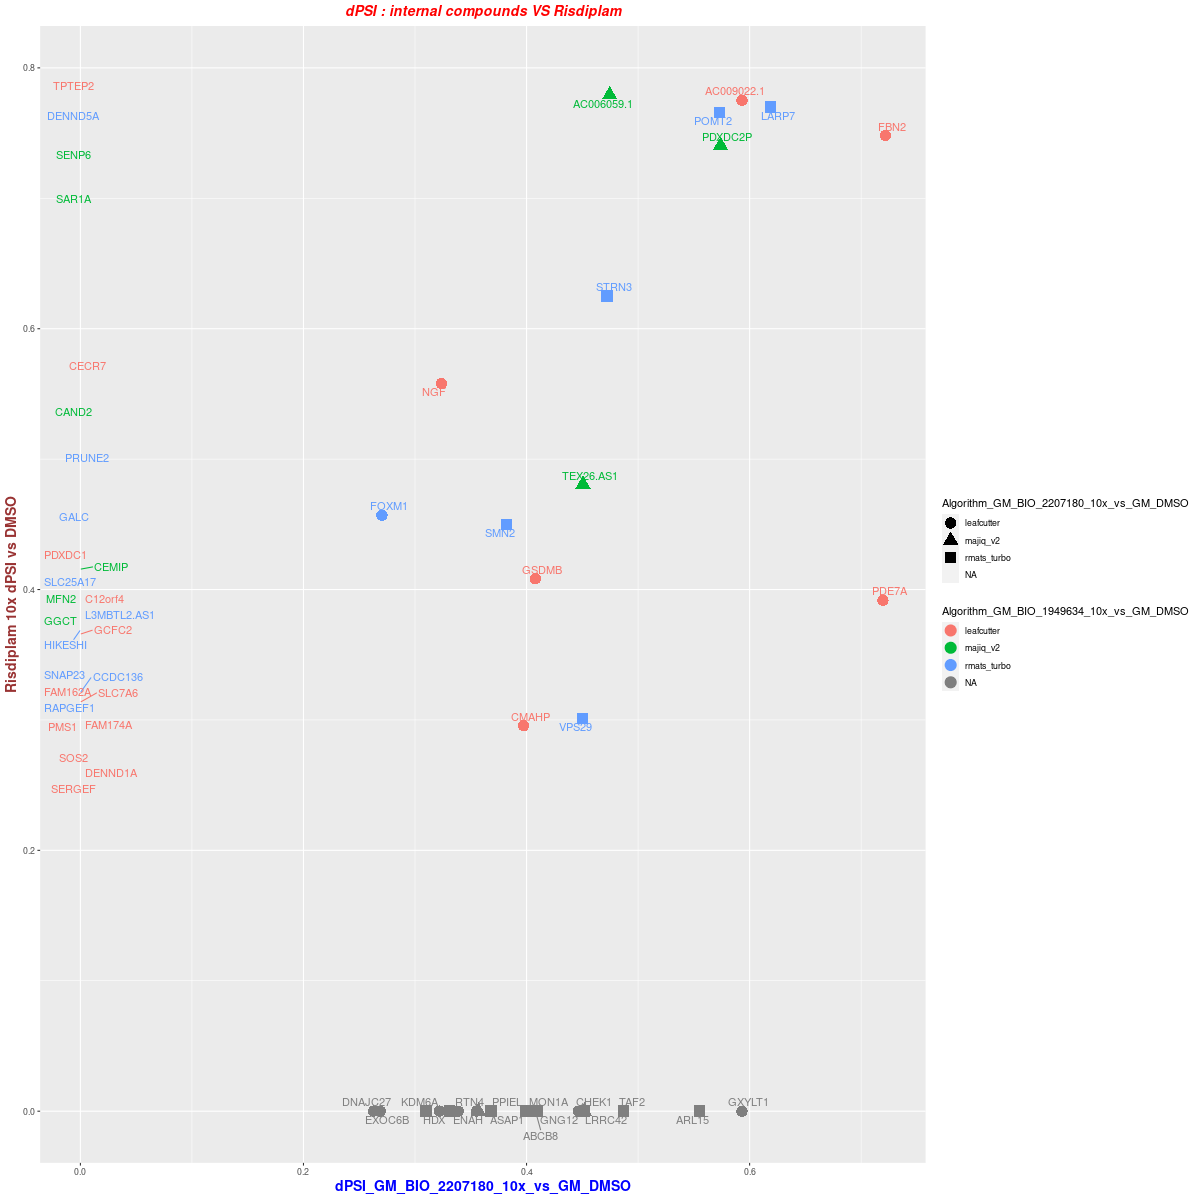 dPSI : internal compounds VS Risdiplam
0.8
TPTEP2
DENND5A
SENP6
SAR1A
AC006059.1
AC009022.1
POMT2
LARP7
FBN2
PDXDC2P
STRN3
0.6
CECR7
NGF
CAND2
PRUNE2
TEX26.AS1
GALC
FOXM1
SMN2
PDXDC1
CEMIP
GSDMB
SLC25A17
0.4
PDE7A
MFN2
C12orf4
L3MBTL2.AS1
GGCT
GCFC2
HIKESHI
SNAP23
CCDC136
FAM162A
SLC7A6
RAPGEF1
CMAHP
PMS1
FAM174A
VPS29
SOS2
DENND1A
SERGEF
0.2
0.0
DNAJC27
KDM6A
RTN4
PPIEL
MON1A
CHEK1
TAF2
GXYLT1
EXOC6B
HDX
ENAH
ASAP1
GNG12
LRRC42
ARL15
ABCB8
0.0
0.2
0.4
0.6
dPSI_GM_BIO_2207180_10x_vs_GM_DMSO
Risdiplam 10x dPSI vs DMSO
Algorithm_GM_BIO_2207180_10x_vs_GM_DMSO
leafcutter
majiq_v2
rmats_turbo
NA
Algorithm_GM_BIO_1949634_10x_vs_GM_DMSO
leafcutter
majiq_v2
rmats_turbo
NA